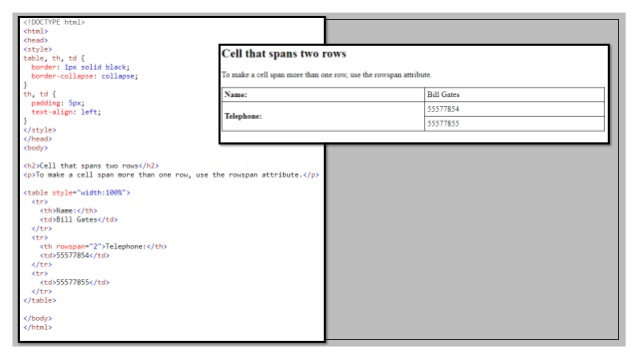 <!DOCTYPE html>
<html>
<head>
<style>
table, th, td {
  border: 1px solid black;
  border-collapse: collapse;
}
th, td {
  padding: 5px;
  text-align: left;
}
</style>
</head>
<body>

<h2>Cell that spans two rows</h2>
<p>To make a cell span more than one row, use the rowspan attribute.</p>

<table style="width:100%">
  <tr>
    <th>Name:</th>
    <td>Bill Gates</td>
  </tr>
  <tr>
    <th rowspan="2">Telephone:</th>
    <td>55577854</td>
  </tr>
  <tr>
    <td>55577855</td>
  </tr>
</table>

</body>
</html>
Cell that spans two rows
To make a cell span more than one row, use the rowspan attribute.
Name: Bill Gates
Telephone: 55577854
55577855